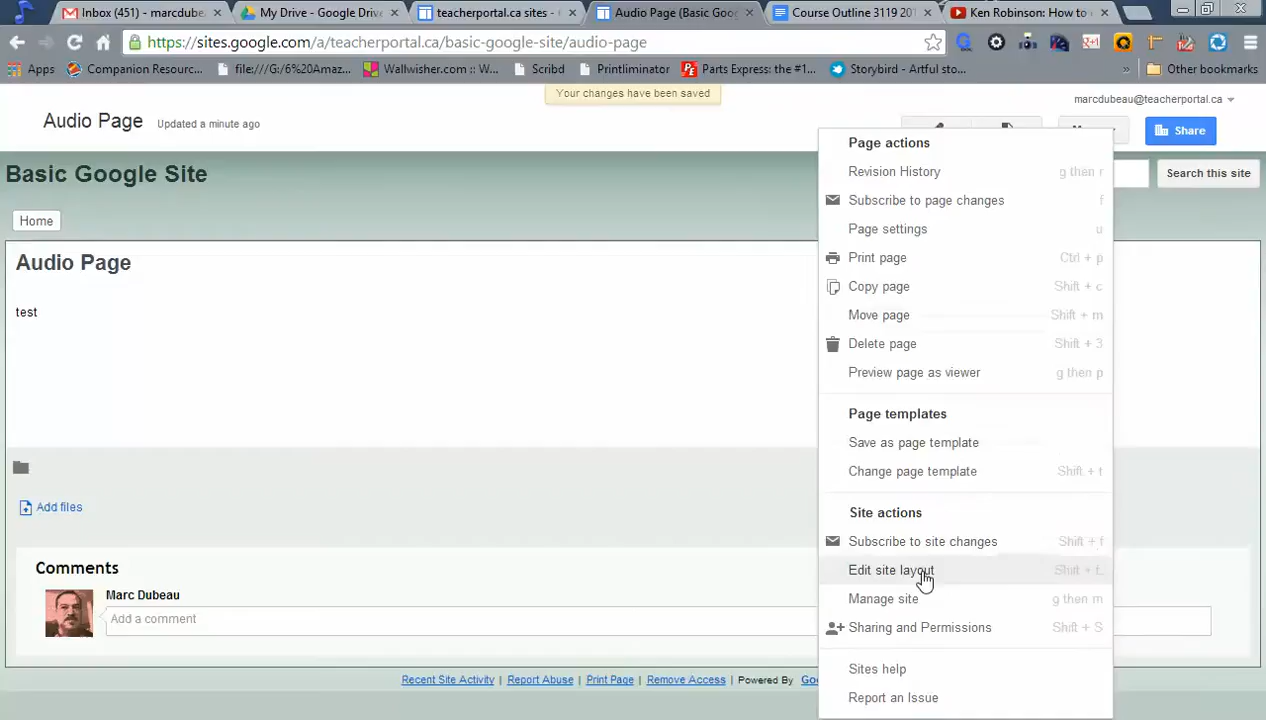 Inbox (451) - marcdube
My Drive - Google Dri
teacherportal.ca sites -
Audio Page (Basic Goo
Course Outline 3119 201
Ken Robinson: How to
https://sites.google.com/a/teacherportal.ca/basic-google-site/audio-page
Apps
Companion Resourc...
file:///G:/6%20Amaz...
Wallwisher.com :: W...
Scribd
Printliminator
Parts Express: the #1...
Storybird - Artful sto...
»
Other bookmarks
Your changes have been saved
marcdubeau@teacherportal.ca
Audio Page
Updated a minute ago
Share
Basic Google Site
Search this site
Home
Audio Page
test
Add files
Comments
Marc Dubeau
Add a comment
Recent Site Activity | Report Abuse | Print Page | Remove Access | Powered By Goo
Page actions
Revision History g then r
Subscribe to page changes f
Page settings u
Print page Ctrl + p
Copy page Shift + c
Move page Shift + m
Delete page Shift + 3
Preview page as viewer g then p
Page templates
Save as page template
Change page template Shift + t
Site actions
Subscribe to site changes Shift + f
Edit site layout Shift +
Manage site g then m
Sharing and Permissions Shift + S
Sites help
Report an Issue